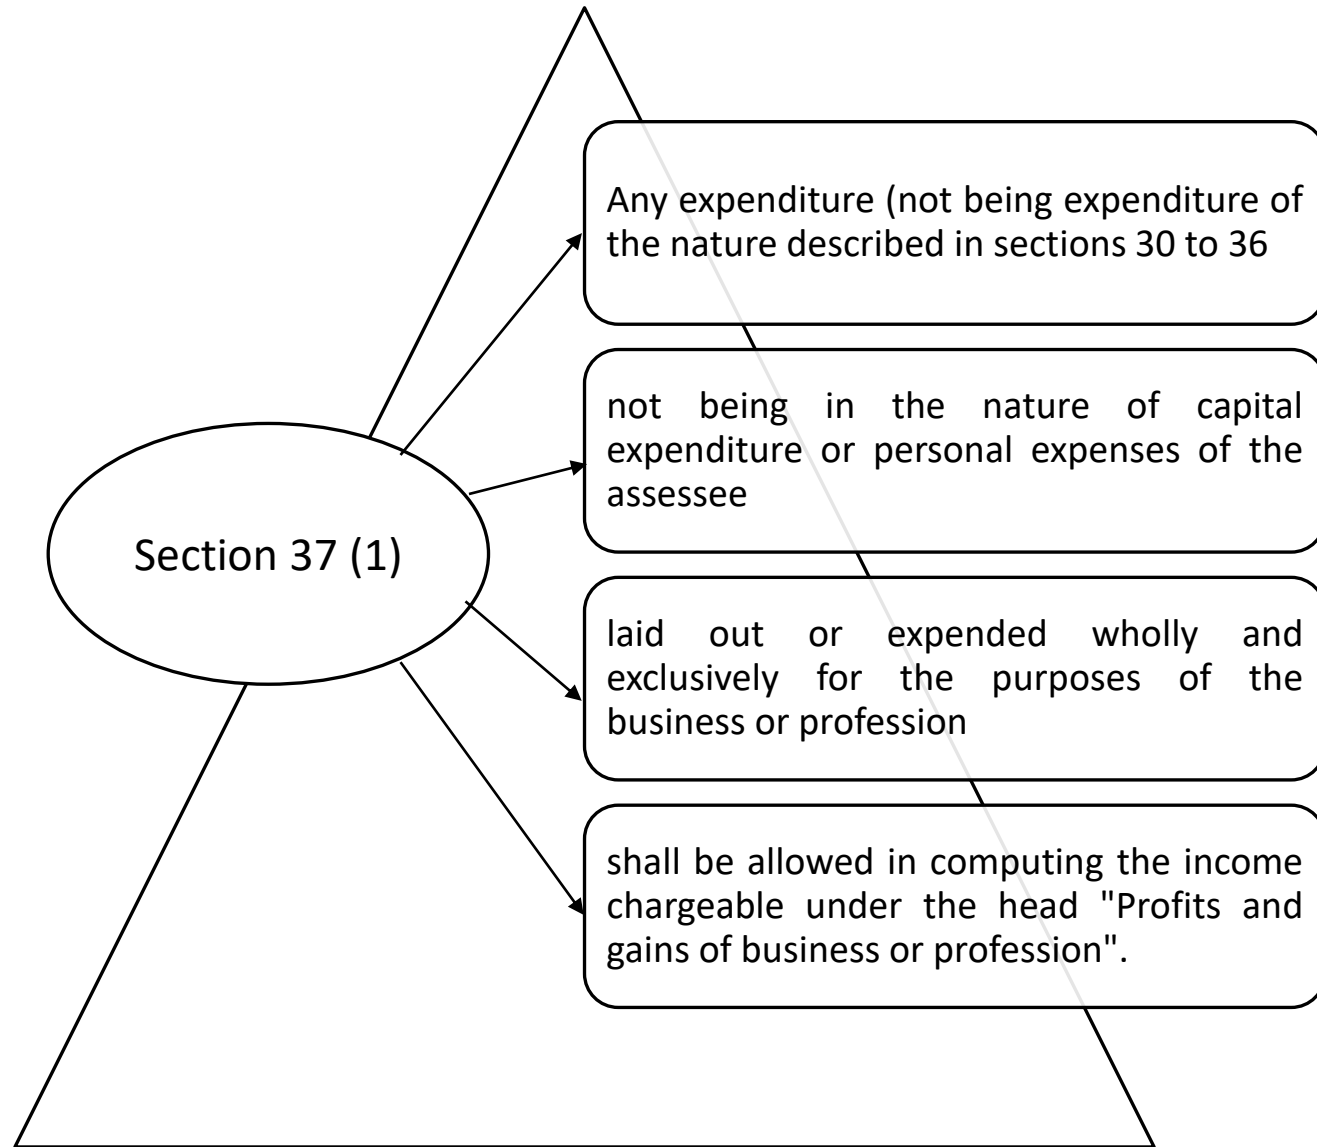 Any expenditure (not being expenditure of
the nature described in sections 30 to 36
not being in the nature of capital
expenditure or personal expenses of the
assessee
Section 37 (1)
laid out or expended wholly and
exclusively for the purposes of the
business or profession
shall be allowed in computing the income
chargeable under the head "Profits and
gains of business or profession".